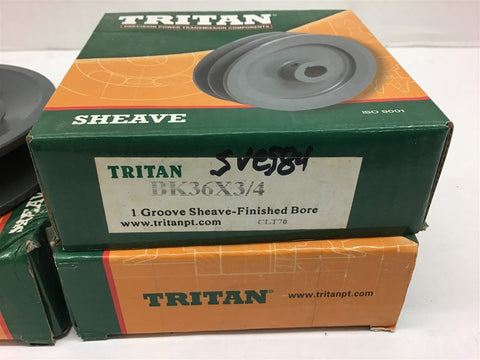 TRITAN®
PRECISION POWER TRANSMISSION COMPONENTS
SHEAVE
ISO 9001
TRITAN
SVE984
BK36X3/4
1 Groove Sheave-Finished Bore
www.tritanpt.com
CLT76
TRITAN®
www.tritanpt.com